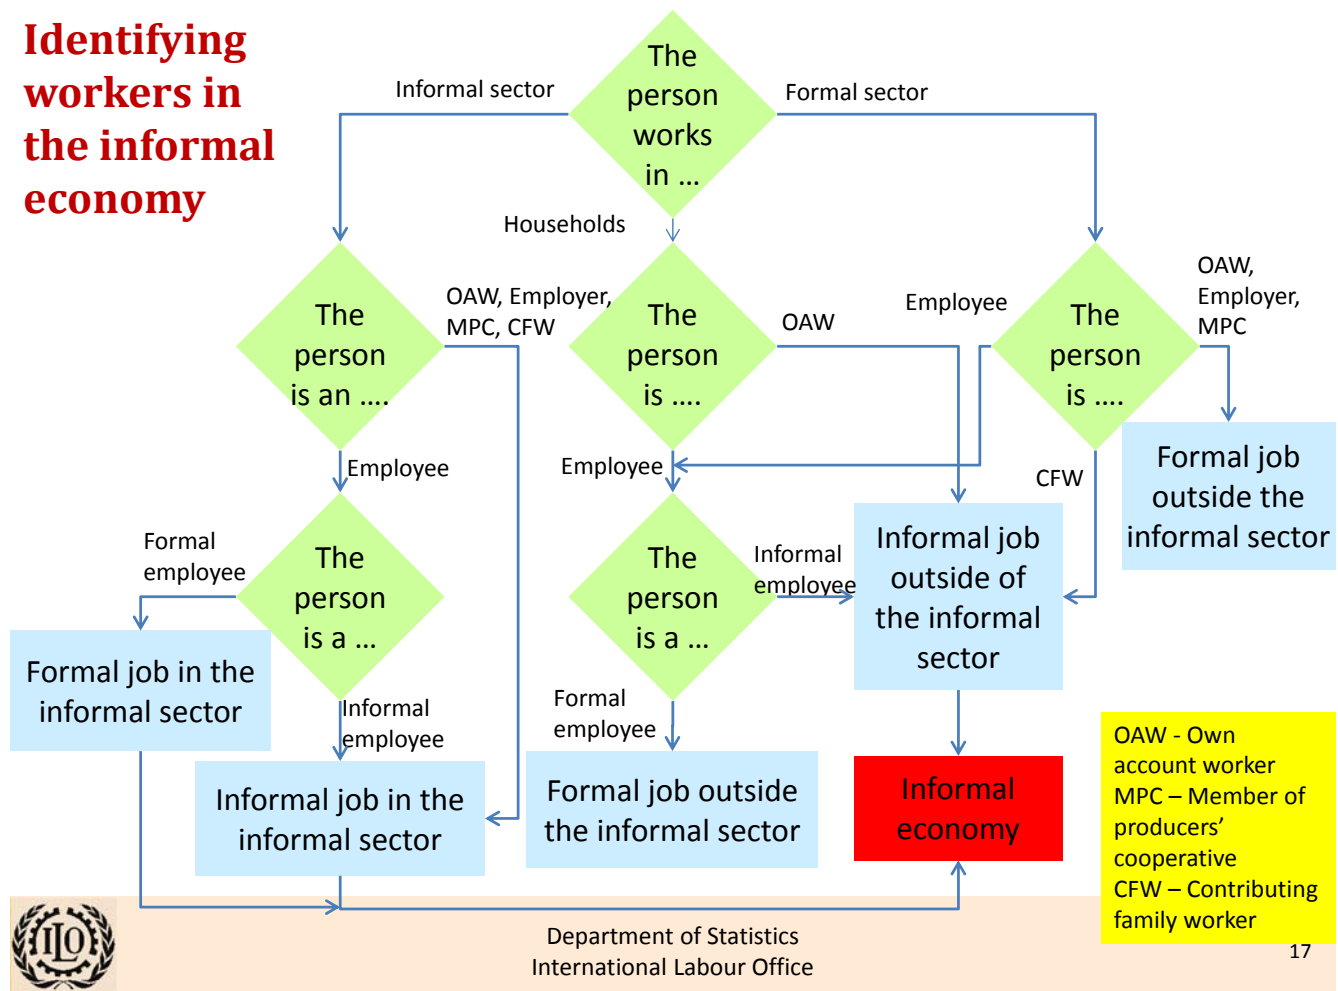 Identifying
workers in
the informal
economy
The
person
works
in ...
Informal sector
Formal sector
Households
The
person
is an ....
OAW, Employer,
MPC, CFW
The
person
is ....
OAW
Employee
The
person
is ....
OAW,
Employer,
MPC
Employee
Employee
CFW
Formal job
outside the
informal sector
Formal
employee
The
person
is a ...
The
person
is a ...
Informal
employee
Informal job
outside of
the informal
sector
Formal job in the
informal sector
Informal
employee
Formal
employee
Informal job in the
informal sector
Formal job outside
the informal sector
Informal
economy
OAW - Own
account worker
MPC – Member of
producers’
cooperative
CFW – Contributing
family worker
ILO
Department of Statistics
International Labour Office
17